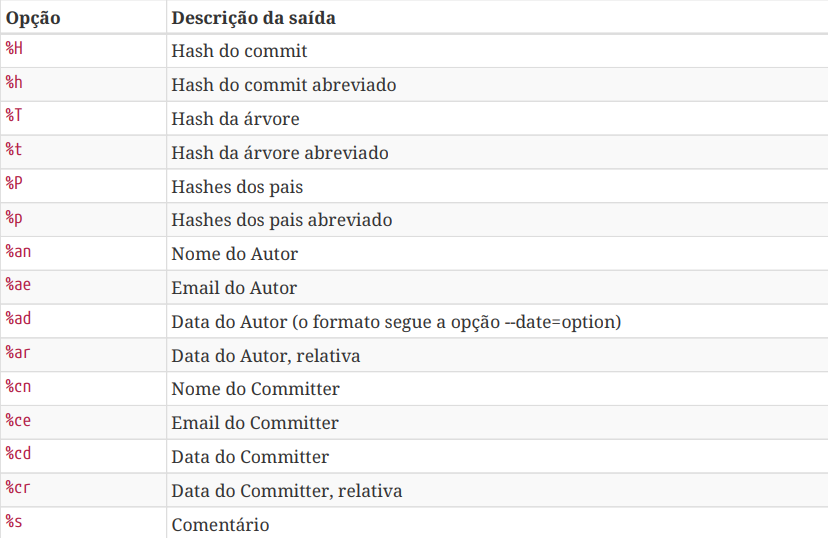 Opção Descrição da saída
%H Hash do commit
%h Hash do commit abreviado
%T Hash da árvore
%t Hash da árvore abreviado
%P Hashes dos pais
%p Hashes dos pais abreviado
%an Nome do Autor
%ae Email do Autor
%ad Data do Autor (o formato segue a opção --date=option)
%ar Data do Autor, relativa
%cn Nome do Committer
%ce Email do Committer
%cd Data do Committer
%cr Data do Committer, relativa
%s Comentário